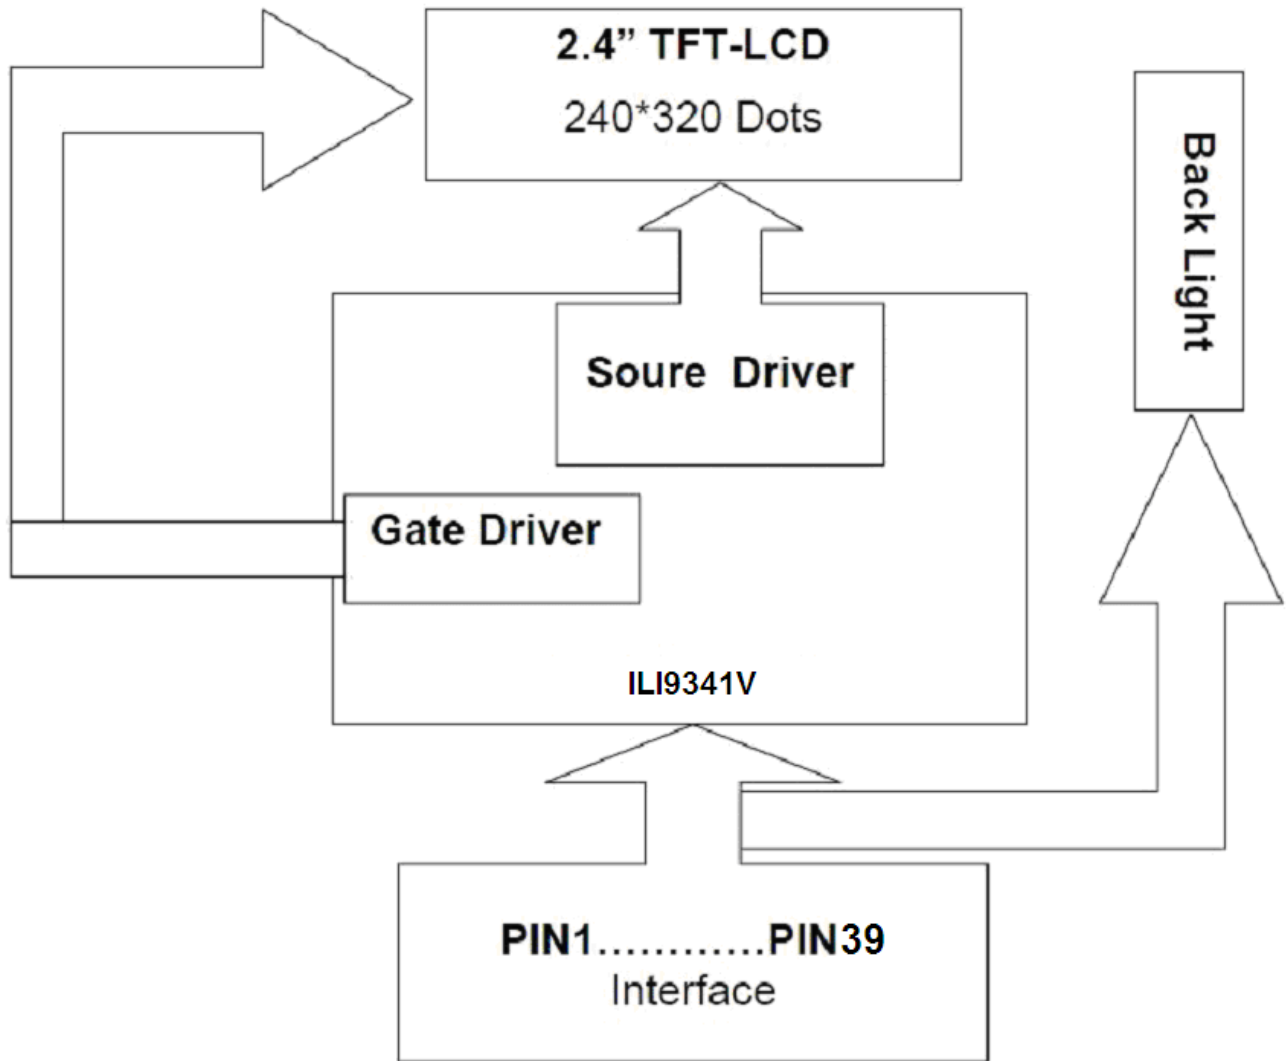 2.4” TFT-LCD
240*320 Dots
Back Light
Soure Driver
Gate Driver
ILI9341V
PIN1............PIN39
Interface